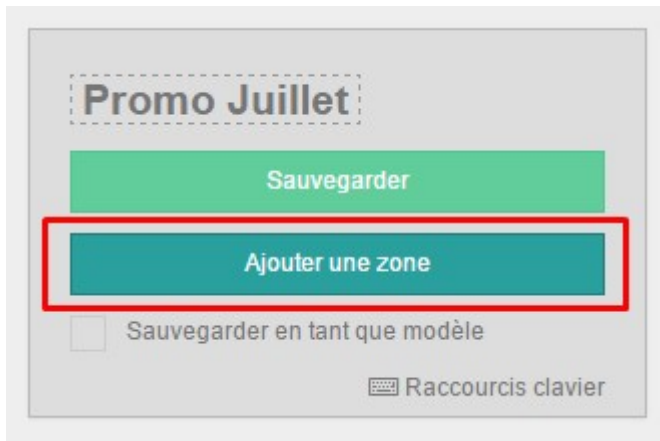 Promo Juillet
Sauvegarder
Ajouter une zone
Sauvegarder en tant que modèle
Raccourcis clavier